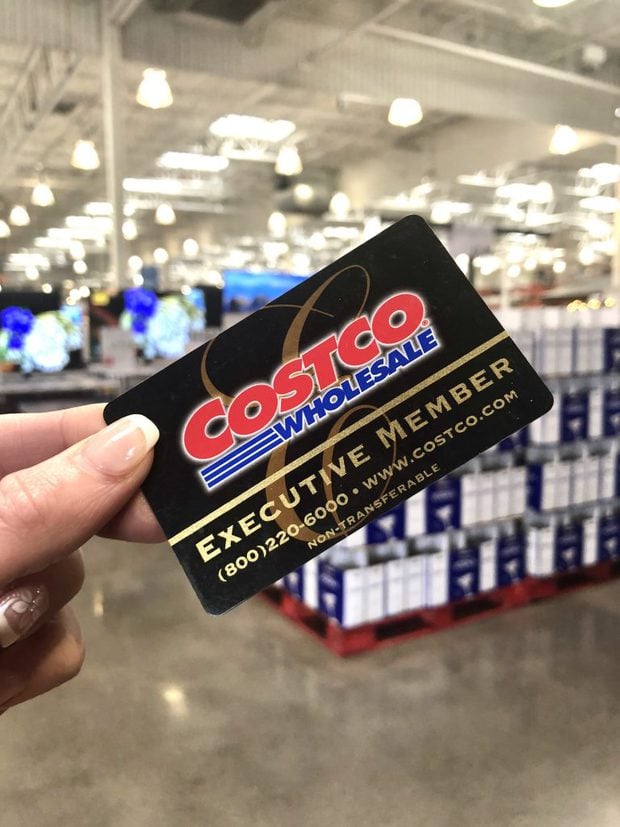 COSTCO
WHOLESALE
EXECUTIVE MEMBER
(800)220-6000 • WWW.COSTCO.COM
NON-TRANSFERABLE